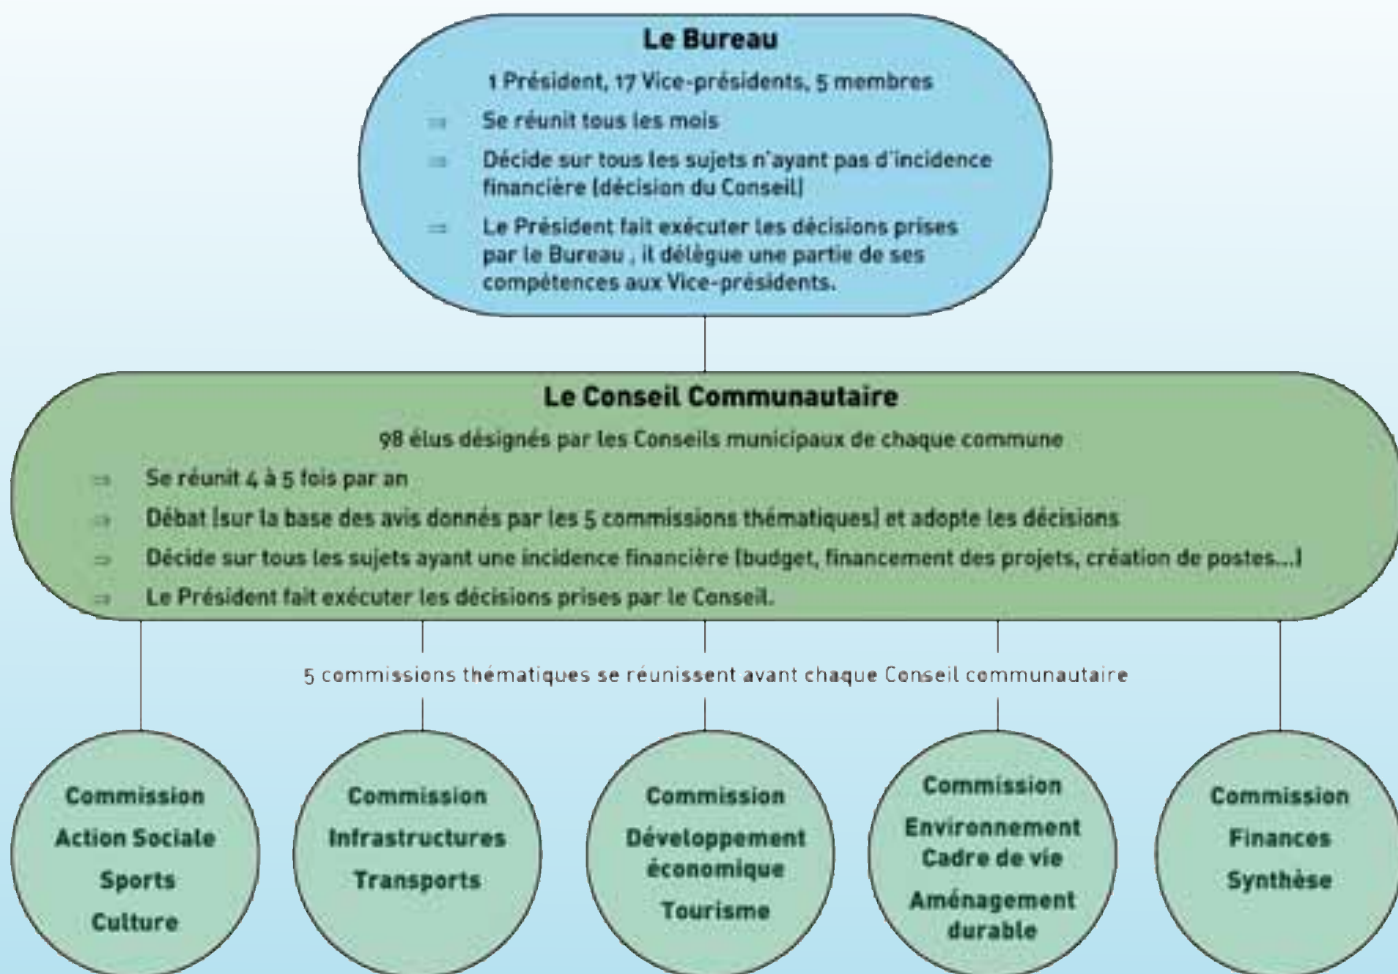 Le Bureau
1 Président, 17 Vice-présidents, 5 membres
⇒ Se réunit tous les mois
⇒ Décide sur tous les sujets n'ayant pas d'incidence
financière (décision du Conseil)
⇒ Le Président fait exécuter les décisions prises
par le Bureau , il délègue une partie de ses
compétences aux Vice-présidents.
Le Conseil Communautaire
98 élus désignés par les Conseils municipaux de chaque commune
⇒ Se réunit 4 à 5 fois par an
⇒ Débat (sur la base des avis donnés par les 5 commissions thématiques) et adopte les décisions
⇒ Décide sur tous les sujets ayant une incidence financière (budget, financement des projets, création de postes...)
⇒ Le Président fait exécuter les décisions prises par le Conseil.
5 commissions thématiques se réunissent avant chaque Conseil communautaire
Commission
Action Sociale
Sports
Culture
Commission
Infrastructures
Transports
Commission
Développement
économique
Tourisme
Commission
Environnement
Cadre de vie
Aménagement
durable
Commission
Finances
Synthèse